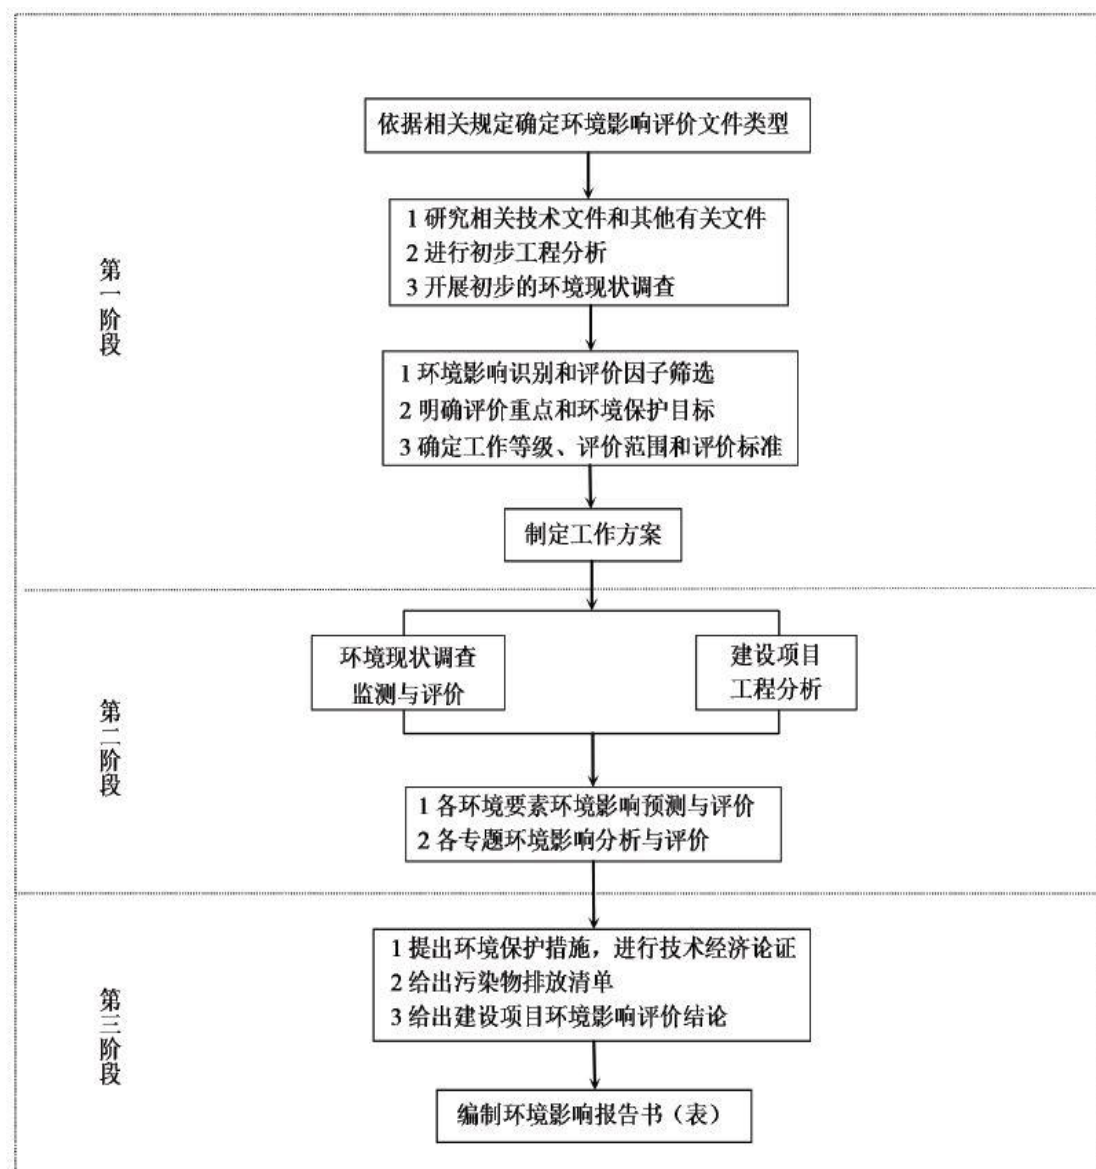 依据相关规定确定环境影响评价文件类型
1 研究相关技术文件和其他有关文件
2 进行初步工程分析
3 开展初步的环境现状调查
第一阶段
1 环境影响识别和评价因子筛选
2 明确评价重点和环境保护目标
3 确定工作等级、评价范围和评价标准
制定工作方案
环境现状调查
监测与评价
建设项目
工程分析
第二阶段
1 各环境要素环境影响预测与评价
2 各专题环境影响分析与评价
1 提出环境保护措施，进行技术经济论证
2 给出污染物排放清单
3 给出建设项目环境影响评价结论
第三阶段
编制环境影响报告书（表）